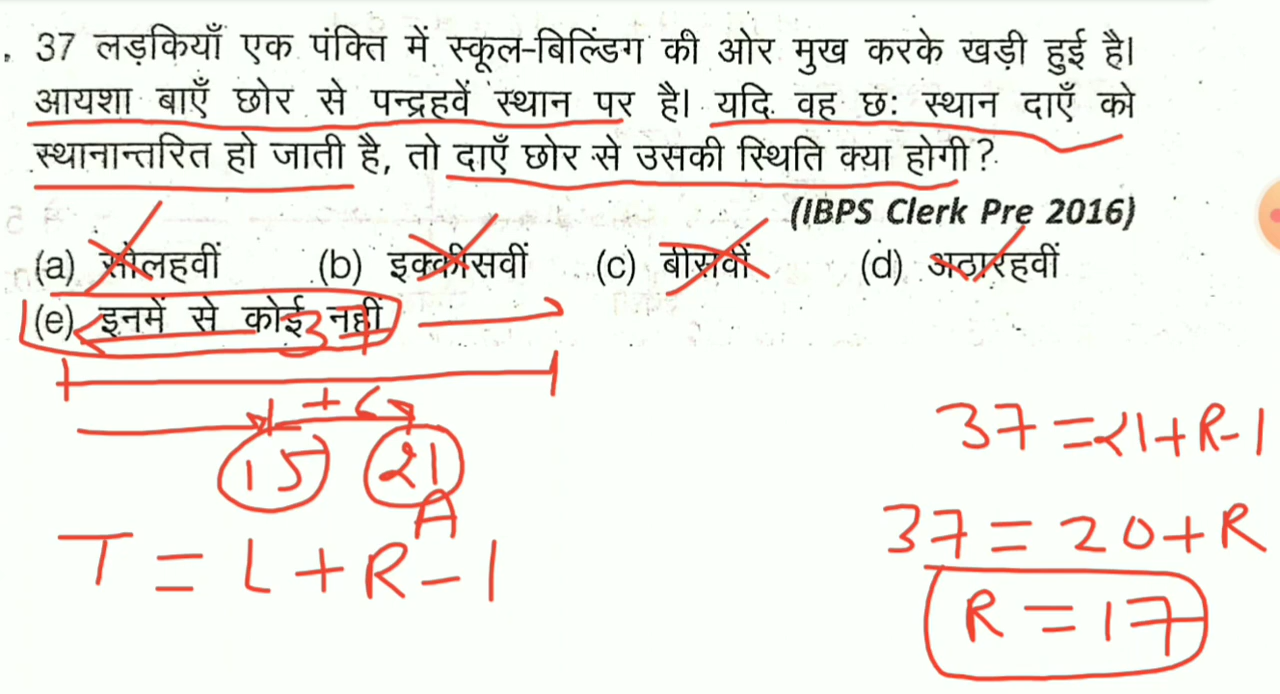 . 37 लड़कियाँ एक पंक्ति में स्कूल-बिल्डिंग की ओर मुख करके खड़ी हुई है।
आयशा बाएँ छोर से पन्द्रहवें स्थान पर है। यदि वह छः स्थान दाएँ को
स्थानान्तरित हो जाती है, तो दाएँ छोर से उसकी स्थिति क्या होगी?
(IBPS Clerk Pre 2016)
(a) सोलहवीं (b) इक्कीसवीं (c) बीसवीं (d) अठारहवीं
(e) इनमें से कोई नहीं
37
+6
15 21
A
T = L + R - 1
37 = 21 + R - 1
37 = 20 + R
R = 17